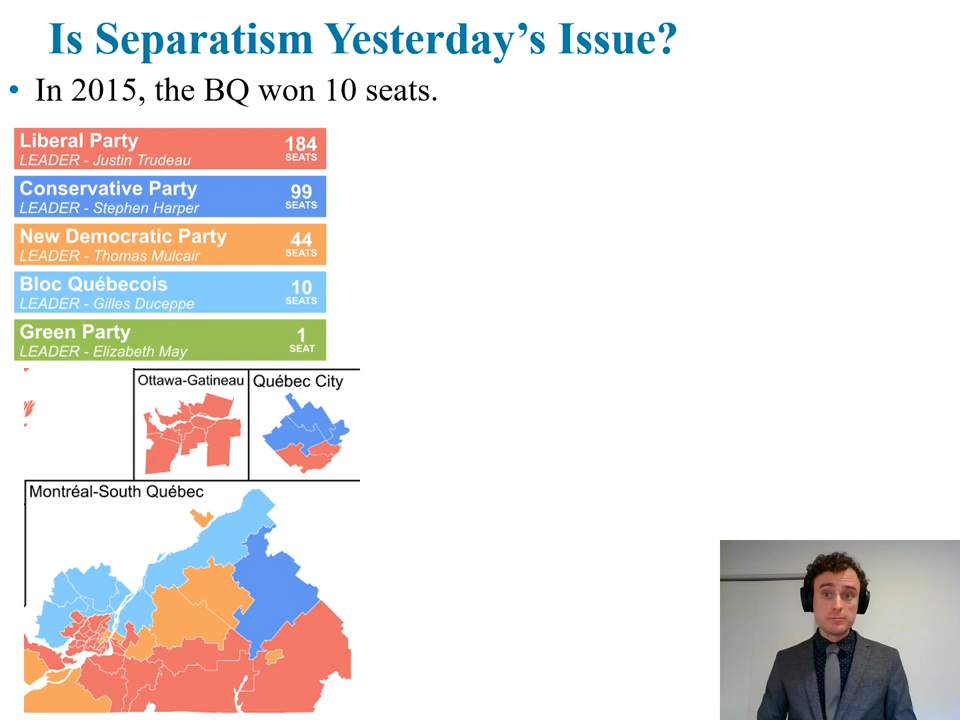 Is Separatism Yesterday's Issue?
• In 2015, the BQ won 10 seats.
Liberal Party
LEADER - Justin Trudeau
184
SEATS
Conservative Party
LEADER - Stephen Harper
99
SEATS
New Democratic Party
LEADER - Thomas Mulcair
44
SEATS
Bloc Québecois
LEADER - Gilles Duceppe
10
SEATS
Green Party
LEADER - Elizabeth May
1
SEAT
Ottawa-Gatineau
Québec City
Montréal-South Québec